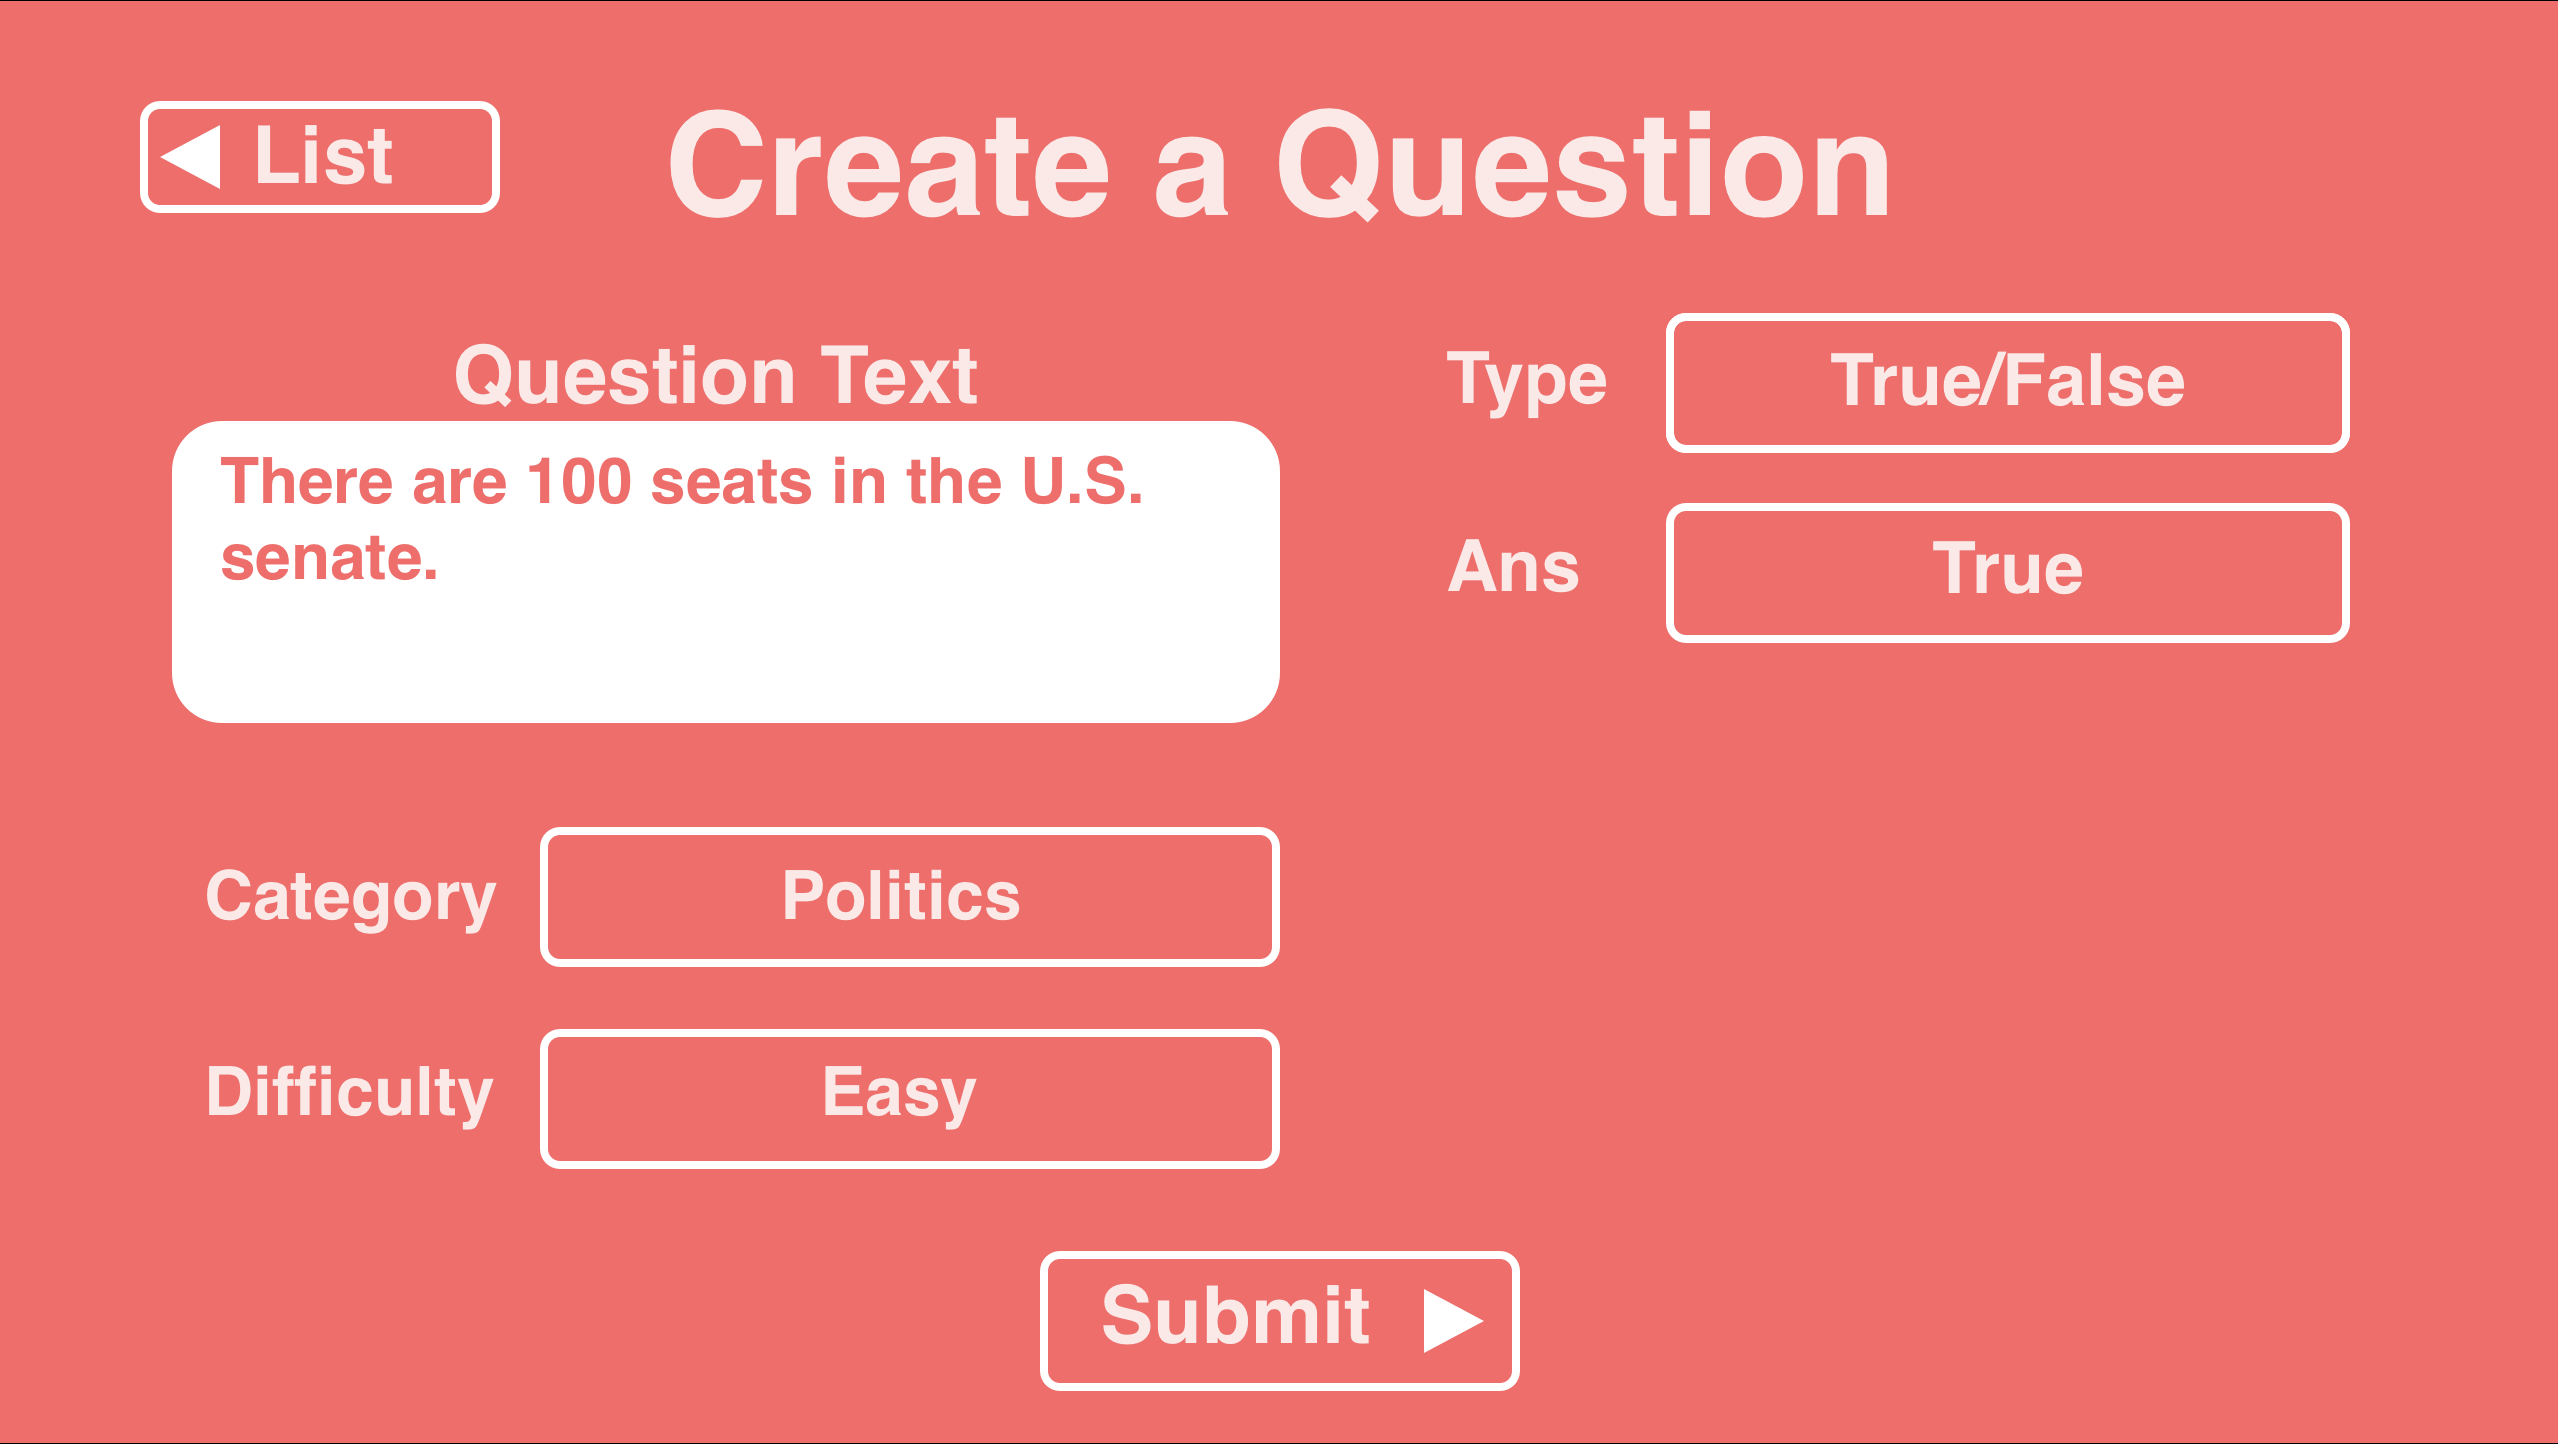 List
Create a Question
Question Text
There are 100 seats in the U.S.
senate.
Type
True/False
Ans
True
Category
Politics
Difficulty
Easy
Submit